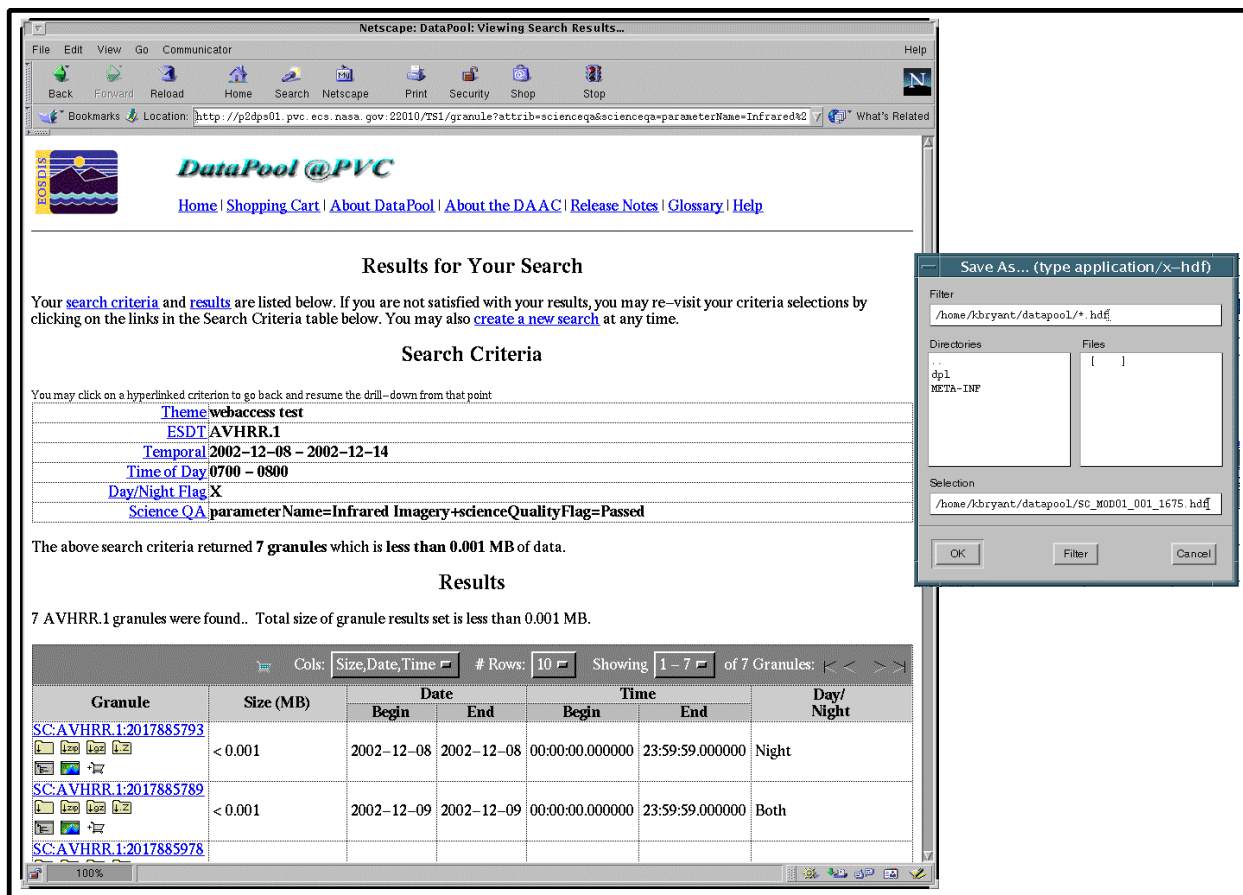 Netscape: DataPool: Viewing Search Results...
File Edit View Go Communicator Help
Back Forward Reload Home Search Netscape Print Security Shop Stop
N
My
Bookmarks Location: http://p2dps01.pvc.ecs.nasa.gov:22010/TS1/granule?attrib=scienceqa&scienceqa=parameterName=Infrared%2 What's Related
EOSDIS
DataPool @PVC
Home | Shopping Cart | About DataPool | About the DAAC | Release Notes | Glossary | Help
Results for Your Search
Your search criteria and results are listed below. If you are not satisfied with your results, you may re-visit your criteria selections by
clicking on the links in the Search Criteria table below. You may also create a new search at any time.
Search Criteria
You may click on a hyperlinked criterion to go back and resume the drill-down from that point
Theme webaccess test
ESDT AVHRR.1
Temporal 2002-12-08 - 2002-12-14
Time of Day 0700 - 0800
Day/Night Flag X
Science QA parameterName=Infrared Imagery+scienceQualityFlag=Passed
The above search criteria returned 7 granules which is less than 0.001 MB of data.
Results
7 AVHRR.1 granules were found.. Total size of granule results set is less than 0.001 MB.
Cols: Size,Date,Time # Rows: 10 Showing 1 - 7 of 7 Granules: |< < > >|
Granule Size (MB) Date Time Day/
Night
Begin End Begin End
SC:AVHRR.1:2017885793
zip gz .Z
< 0.001 2002-12-08 2002-12-08 00:00:00.000000 23:59:59.000000 Night
SC:AVHRR.1:2017885789
zip gz .Z
< 0.001 2002-12-09 2002-12-09 00:00:00.000000 23:59:59.000000 Both
SC:AVHRR.1:2017885978
100%
Save As... (type application/x-hdf)
Filter
/home/kbryant/datapool/*.hdf
Directories Files
.. [ ]
dpl
META-INF
Selection
/home/kbryant/datapool/SC_MOD01_001_1675.hdf
OK Filter Cancel